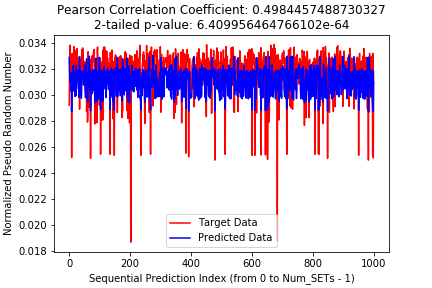 Pearson Correlation Coefficient: 0.4984457488730327
2-tailed p-value: 6.409956464766102e-64
Normalized Pseudo Random Number
0.034
0.032
0.030
0.028
0.026
0.024
0.022
0.020
0.018
Target Data
Predicted Data
0
200
400
600
800
1000
Sequential Prediction Index (from 0 to Num_SETs - 1)